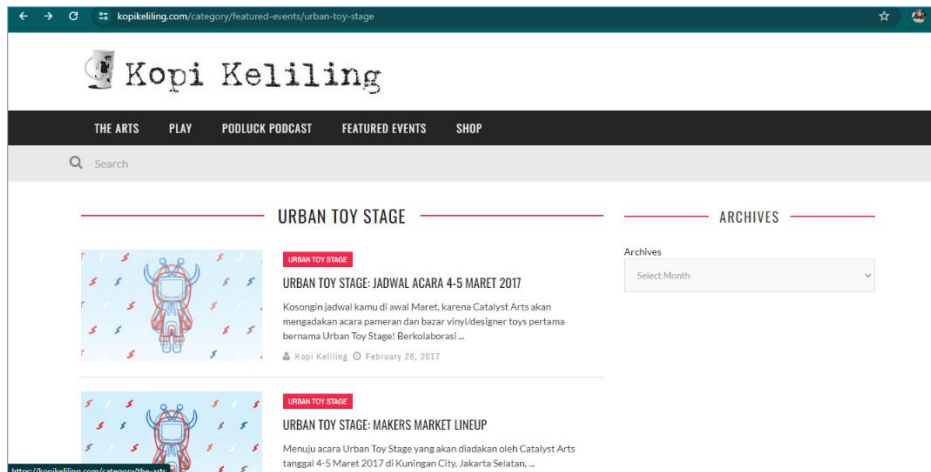 kopikeliling.com/category/featured-events/urban-toy-stage
Kopi Keliling
THE ARTS PLAY PODLUCK PODCAST FEATURED EVENTS SHOP
Search
URBAN TOY STAGE
URBAN TOY STAGE
URBAN TOY STAGE: JADWAL ACARA 4-5 MARET 2017
Kosongin jadwal kamu di awal Maret, karena Catalyst Arts akan
mengadakan acara pameran dan bazar vinyl/designer toys pertama
bernama Urban Toy Stage! Berkolaborasi ...
Kopi Keliling February 26, 2017
URBAN TOY STAGE
URBAN TOY STAGE: MAKERS MARKET LINEUP
Menuju acara Urban Toy Stage yang akan diadakan oleh Catalyst Arts
tanggal 4-5 Maret 2017 di Kuningan City, Jakarta Selatan, ...
ARCHIVES
Archives
Select Month
https://kopikeliling.com/category/the-arts